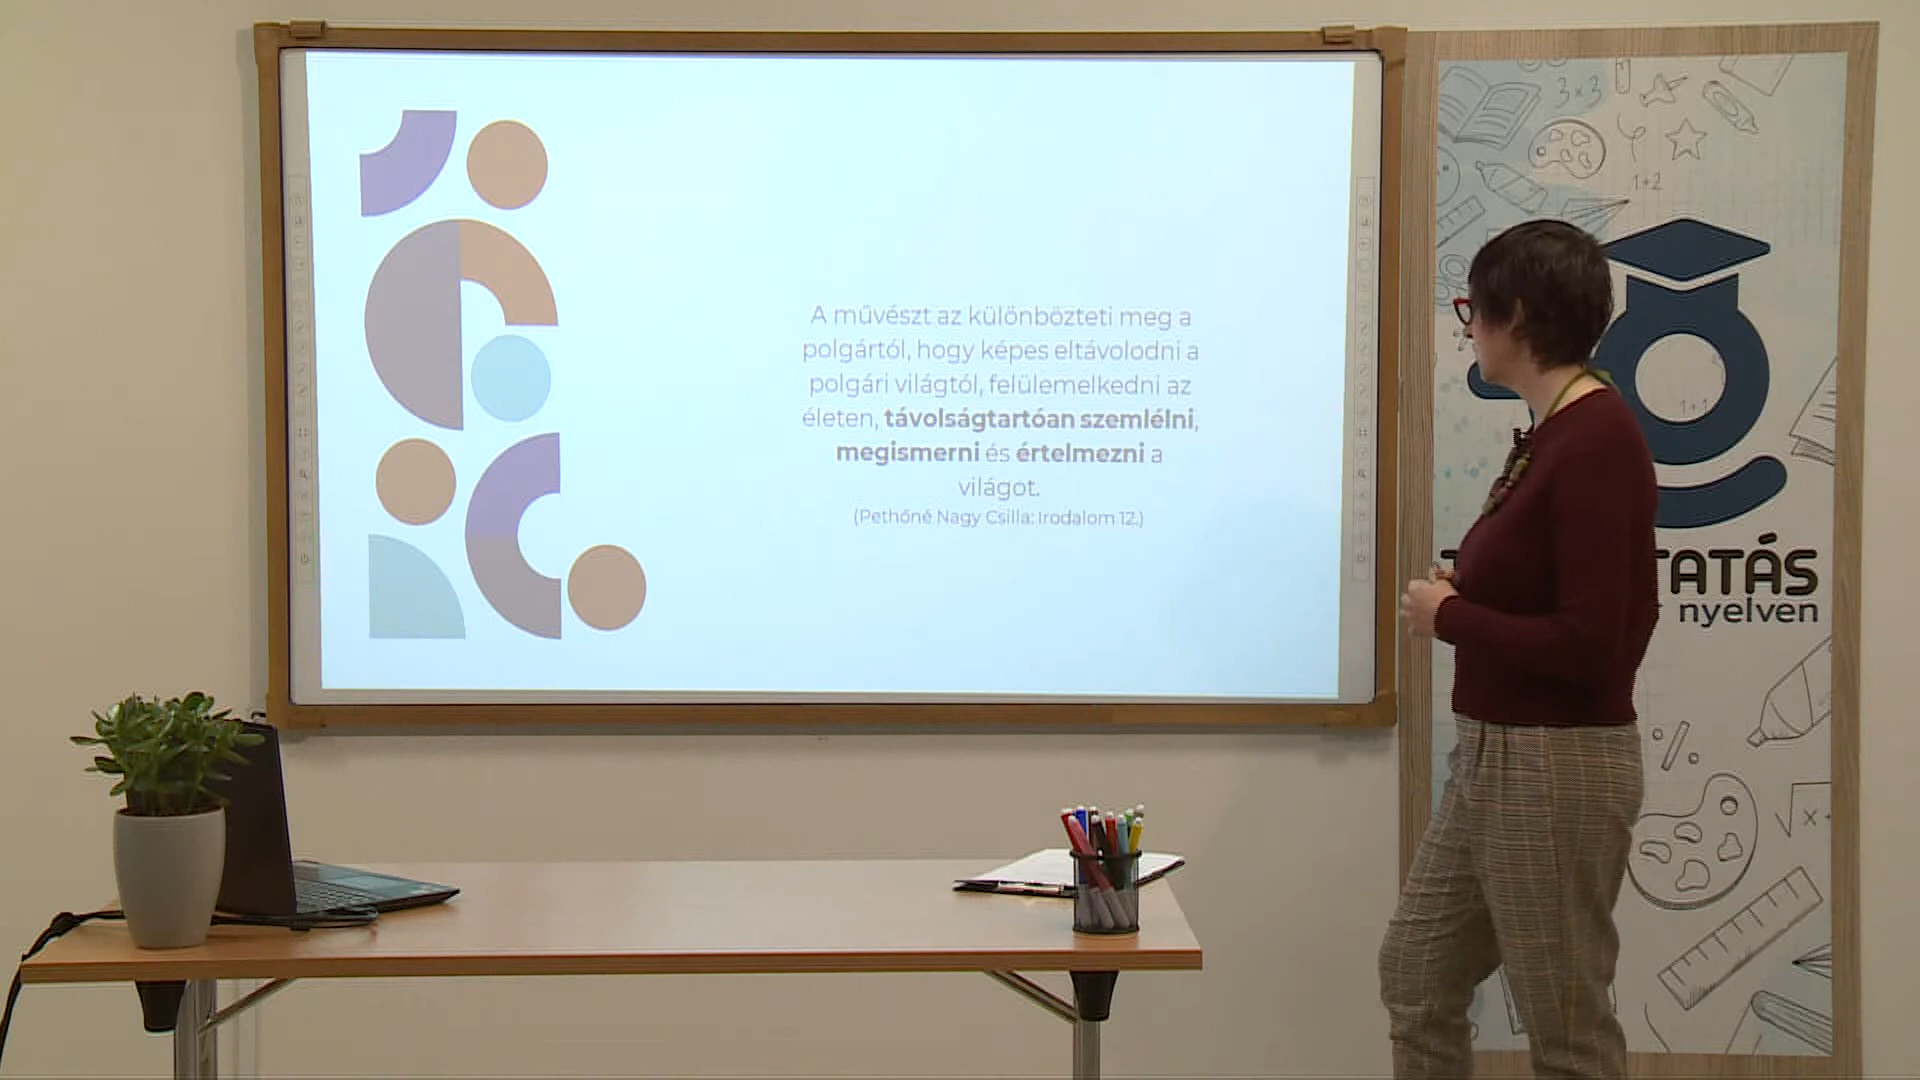 A művészt az különbözteti meg a
polgártól, hogy képes eltávolodni a
polgári világtól, felülemelkedni az
életen, távolságtartóan szemlélni,
megismerni és értelmezni a
világot.
(Pethőné Nagy Csilla: Irodalom 12.)
3×3
1+2
1+1
TATÁS
nyelven